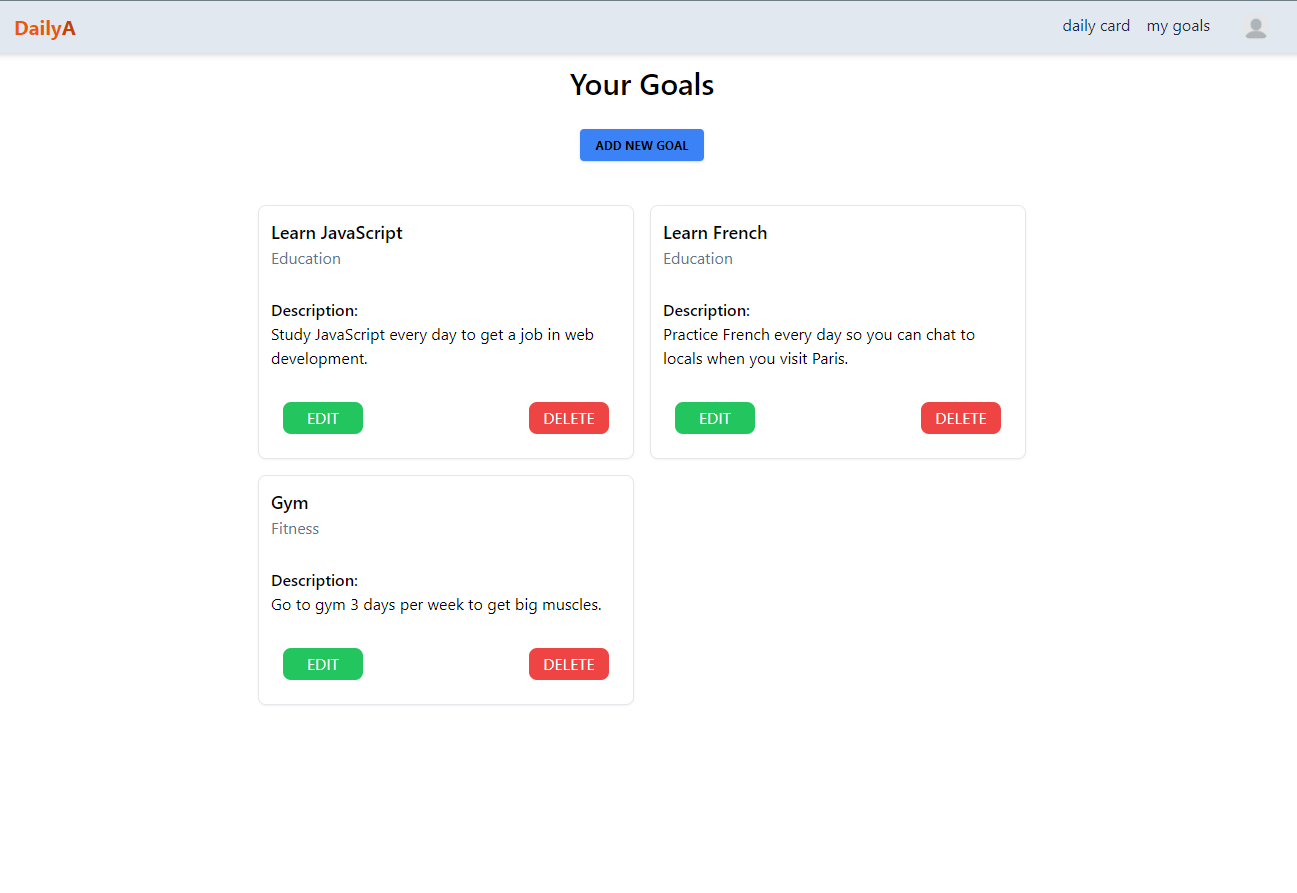 DailyA
daily card my goals
Your Goals
ADD NEW GOAL
Learn JavaScript
Education
Description:
Study JavaScript every day to get a job in web
development.
EDIT DELETE
Learn French
Education
Description:
Practice French every day so you can chat to
locals when you visit Paris.
EDIT DELETE
Gym
Fitness
Description:
Go to gym 3 days per week to get big muscles.
EDIT DELETE